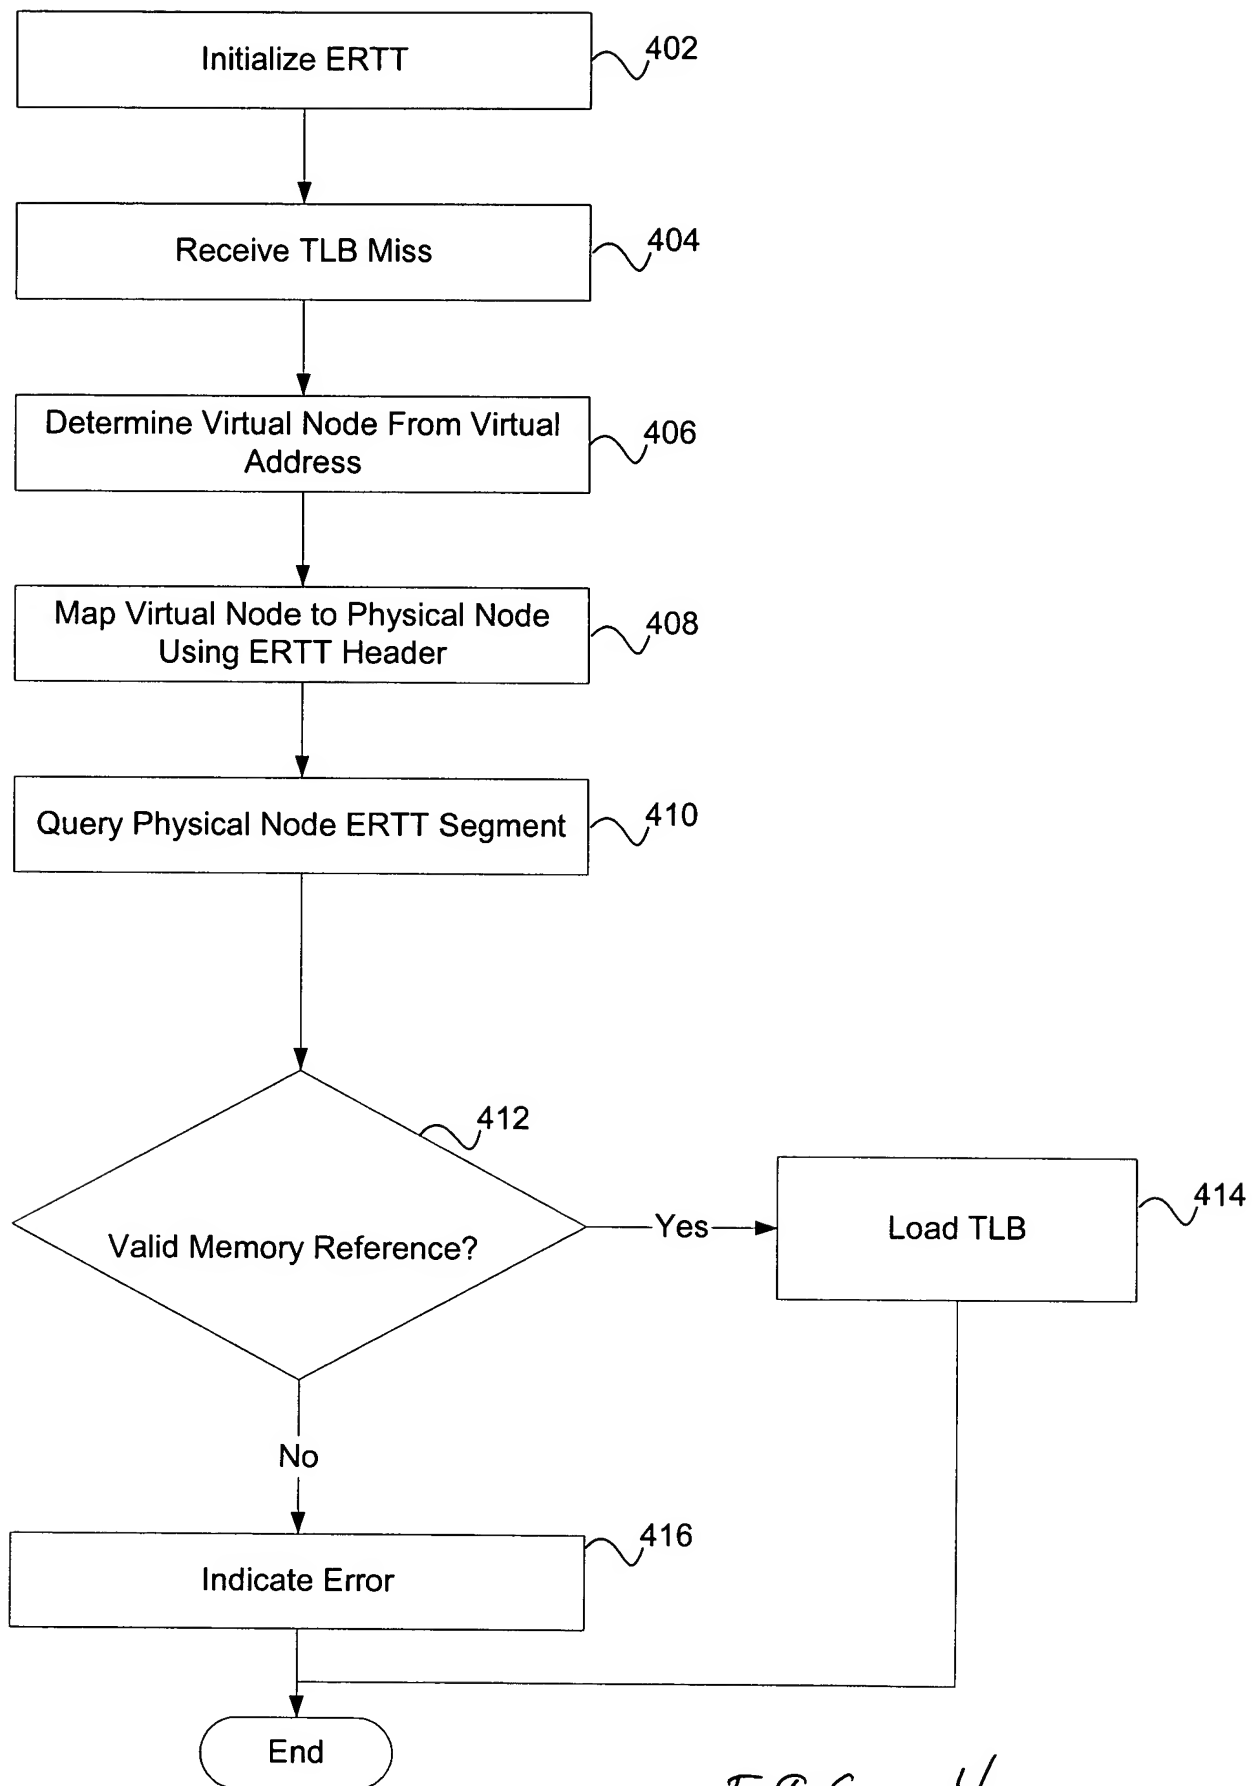 Initialize ERTT
402
Receive TLB Miss
404
Determine Virtual Node From Virtual
Address
406
Map Virtual Node to Physical Node
Using ERTT Header
408
Query Physical Node ERTT Segment
410
412
Valid Memory Reference?
Yes
Load TLB
414
No
Indicate Error
416
End
FIG. 4